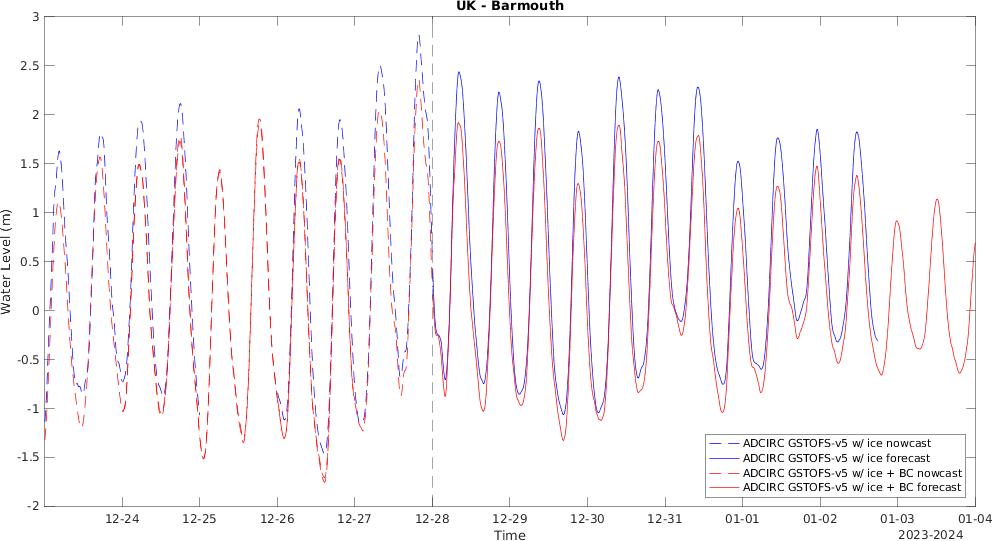 UK - Barmouth
3
2.5
2
1.5
1
0.5
0
-0.5
-1
-1.5
-2
Water Level (m)
12-24 12-25 12-26 12-27 12-28 12-29 12-30 12-31 01-01 01-02 01-03 01-04
Time
2023-2024
ADCIRC GSTOFS-v5 w/ ice nowcast
ADCIRC GSTOFS-v5 w/ ice forecast
ADCIRC GSTOFS-v5 w/ ice + BC nowcast
ADCIRC GSTOFS-v5 w/ ice + BC forecast